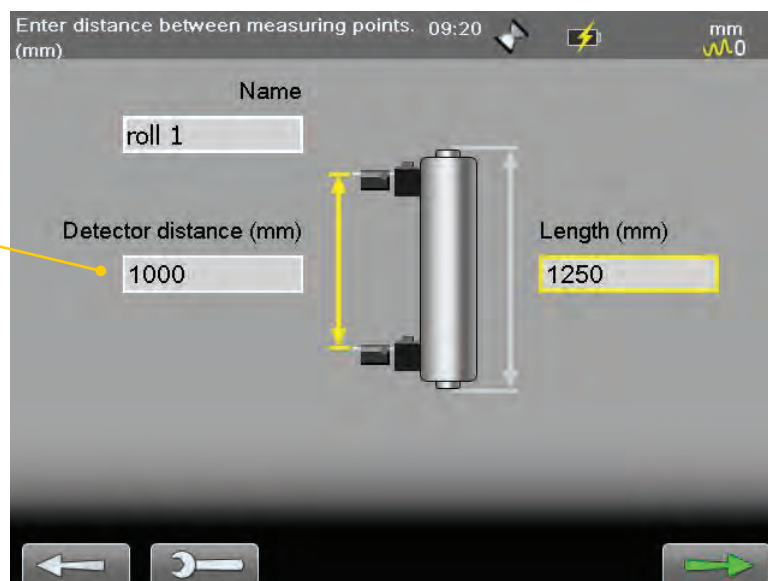 Enter distance between measuring points. 09:20 mm
(mm) 0
Name
roll 1
Detector distance (mm)
1000
Length (mm)
1250